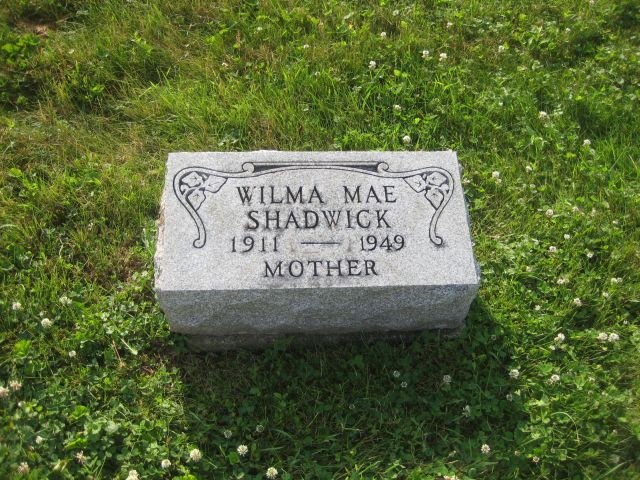 WILMA MAE
SHADWICK
1911 — 1949
MOTHER